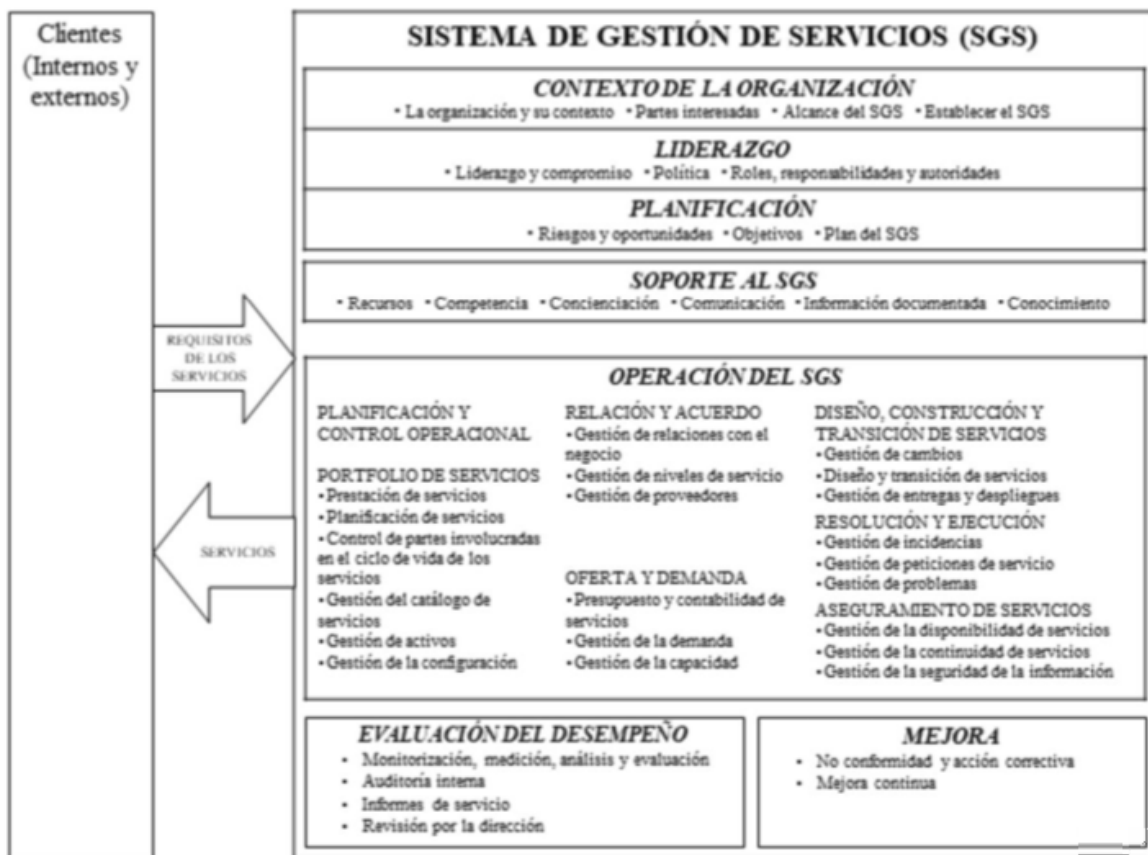 Clientes
(Internos y
externos)
REQUISITOS
DE LOS
SERVICIOS
SERVICIOS
SISTEMA DE GESTIÓN DE SERVICIOS (SGS)
CONTEXTO DE LA ORGANIZACIÓN
• La organización y su contexto • Partes interesadas • Alcance del SGS • Establecer el SGS
LIDERAZGO
• Liderazgo y compromiso • Política • Roles, responsabilidades y autoridades
PLANIFICACIÓN
• Riesgos y oportunidades • Objetivos • Plan del SGS
SOPORTE AL SGS
• Recursos • Competencia • Concienciación • Comunicación • Información documentada • Conocimiento
OPERACIÓN DEL SGS
PLANIFICACIÓN Y
CONTROL OPERACIONAL
PORTFOLIO DE SERVICIOS
• Prestación de servicios
• Planificación de servicios
• Control de partes involucradas
en el ciclo de vida de los
servicios
• Gestión del catálogo de
servicios
• Gestión de activos
• Gestión de la configuración
RELACIÓN Y ACUERDO
• Gestión de relaciones con el
negocio
• Gestión de niveles de servicio
• Gestión de proveedores
OFERTA Y DEMANDA
• Presupuesto y contabilidad de
servicios
• Gestión de la demanda
• Gestión de la capacidad
DISEÑO, CONSTRUCCIÓN Y
TRANSICIÓN DE SERVICIOS
• Gestión de cambios
• Diseño y transición de servicios
• Gestión de entregas y despliegues
RESOLUCIÓN Y EJECUCIÓN
• Gestión de incidencias
• Gestión de peticiones de servicio
• Gestión de problemas
ASEGURAMIENTO DE SERVICIOS
• Gestión de la disponibilidad de servicios
• Gestión de la continuidad de servicios
• Gestión de la seguridad de la información
EVALUACIÓN DEL DESEMPEÑO
• Monitorización, medición, análisis y evaluación
• Auditoría interna
• Informes de servicio
• Revisión por la dirección
MEJORA
• No conformidad y acción correctiva
• Mejora continua